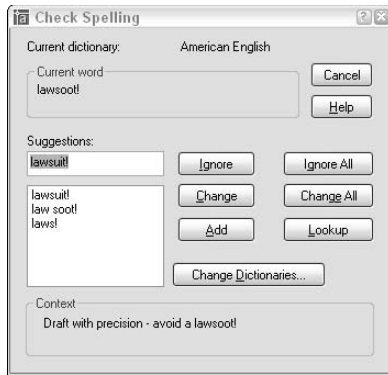 Check Spelling
Current dictionary: American English
Current word
lawsoot!
Cancel
Help
Suggestions:
lawsuit!
Ignore Ignore All
lawsuit!
law soot!
laws!
Change Change All
Add Lookup
Change Dictionaries...
Context
Draft with precision - avoid a lawsoot!